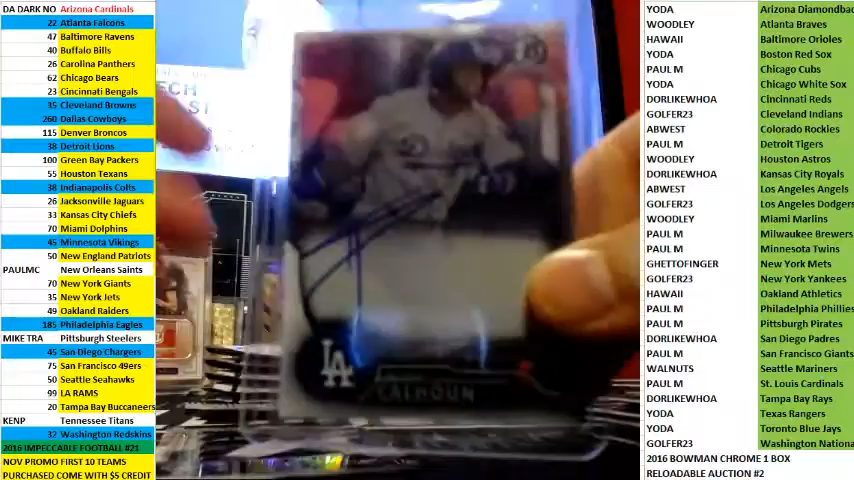 DA DARK NO Arizona Cardinals
22 Atlanta Falcons
47 Baltimore Ravens
40 Buffalo Bills
26 Carolina Panthers
62 Chicago Bears
23 Cincinnati Bengals
35 Cleveland Browns
260 Dallas Cowboys
115 Denver Broncos
38 Detroit Lions
100 Green Bay Packers
55 Houston Texans
38 Indianapolis Colts
26 Jacksonville Jaguars
33 Kansas City Chiefs
70 Miami Dolphins
45 Minnesota Vikings
50 New England Patriots
PAULMC New Orleans Saints
70 New York Giants
35 New York Jets
49 Oakland Raiders
185 Philadelphia Eagles
MIKE TRA Pittsburgh Steelers
45 San Diego Chargers
75 San Francisco 49ers
50 Seattle Seahawks
99 LA RAMS
20 Tampa Bay Buccaneers
KENP Tennessee Titans
32 Washington Redskins
2016 IMPECCABLE FOOTBALL #21
NOV PROMO FIRST 10 TEAMS
PURCHASED COME WITH $5 CREDIT
LA
CALHOUN
YODA Arizona Diamondbac
WOODLEY Atlanta Braves
HAWAII Baltimore Orioles
YODA Boston Red Sox
PAUL M Chicago Cubs
YODA Chicago White Sox
DORLIKEWHOA Cincinnati Reds
GOLFER23 Cleveland Indians
ABWEST Colorado Rockies
PAUL M Detroit Tigers
WOODLEY Houston Astros
DORLIKEWHOA Kansas City Royals
ABWEST Los Angeles Angels
GOLFER23 Los Angeles Dodgers
WOODLEY Miami Marlins
PAUL M Milwaukee Brewers
PAUL M Minnesota Twins
GHETTOFINGER New York Mets
GOLFER23 New York Yankees
HAWAII Oakland Athletics
PAUL M Philadelphia Phillies
PAUL M Pittsburgh Pirates
DORLIKEWHOA San Diego Padres
PAUL M San Francisco Giants
WALNUTS Seattle Mariners
PAUL M St. Louis Cardinals
DORLIKEWHOA Tampa Bay Rays
YODA Texas Rangers
YODA Toronto Blue Jays
GOLFER23 Washington Nationa
2016 BOWMAN CHROME 1 BOX
RELOADABLE AUCTION #2